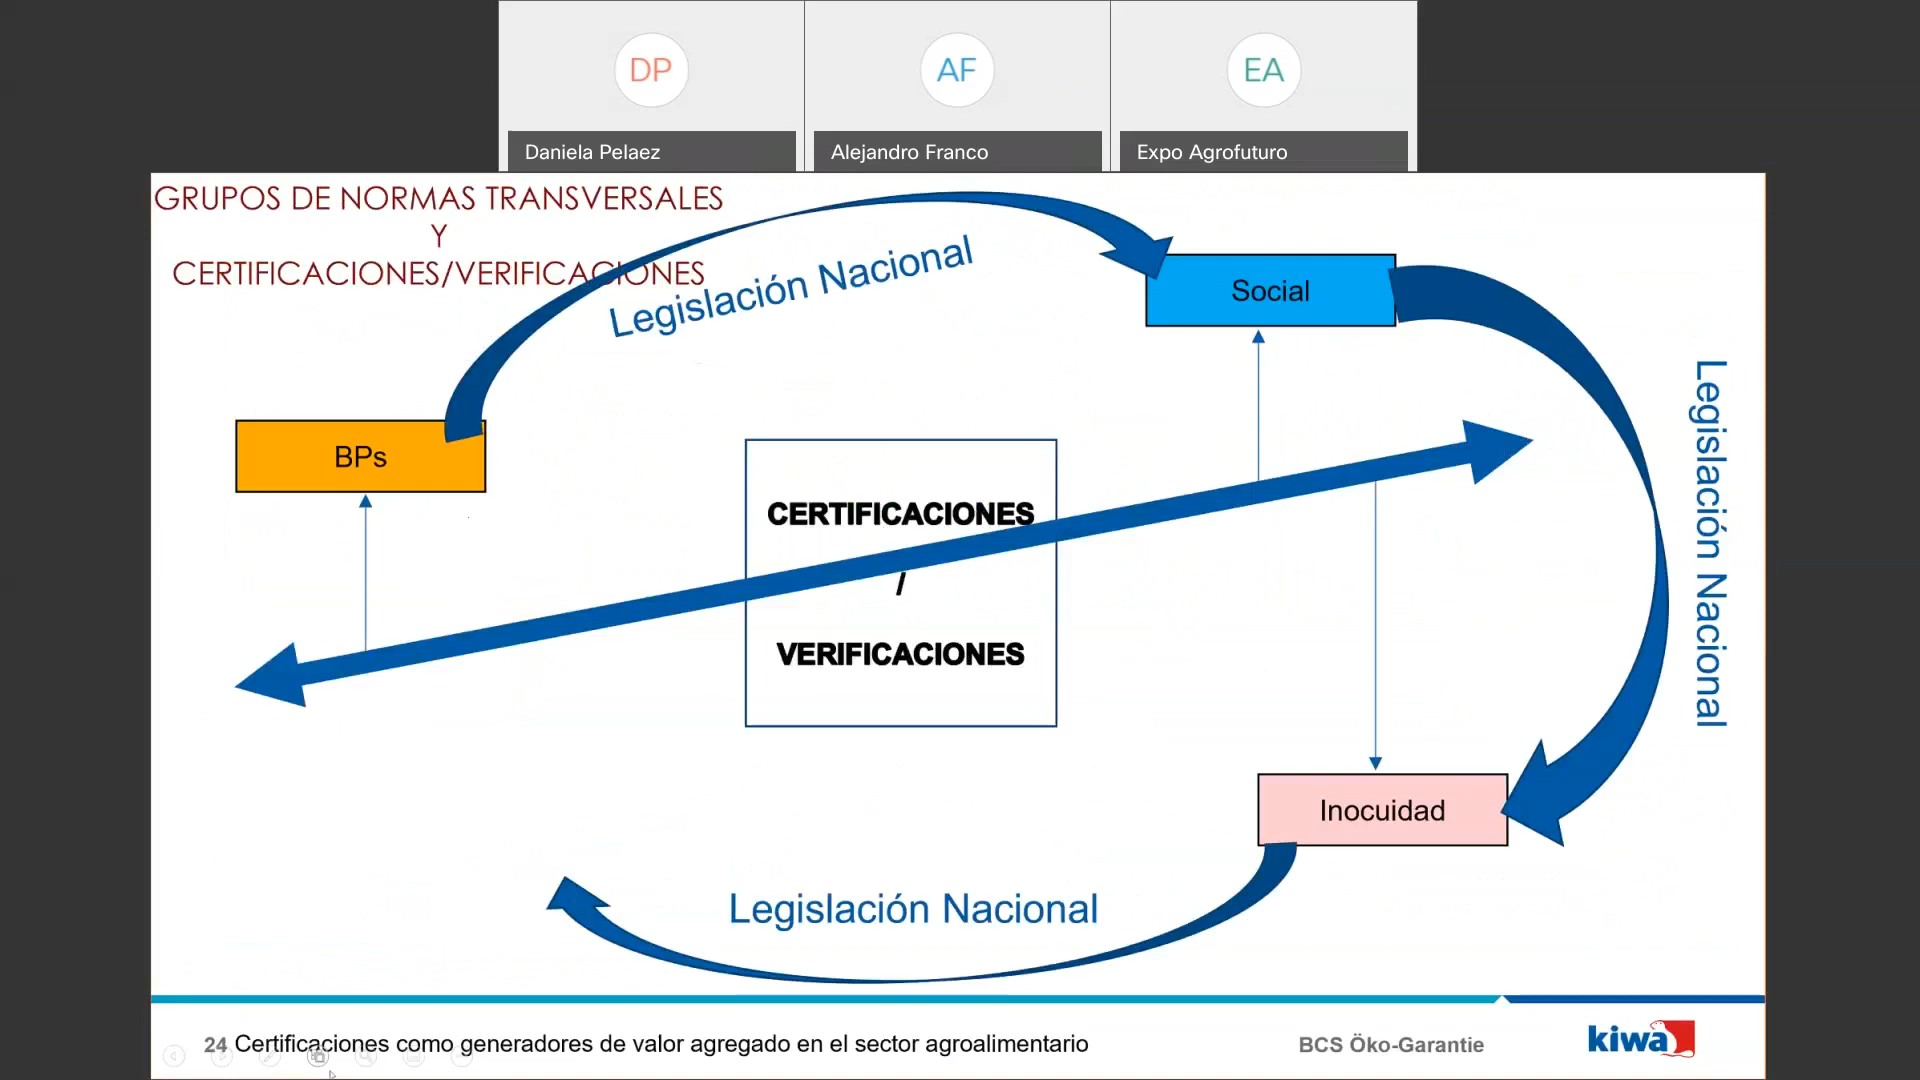 DP
AF
EA
Daniela Pelaez
Alejandro Franco
Expo Agrofuturo
GRUPOS DE NORMAS TRANSVERSALES
Y
CERTIFICACIONES/VERIFICACIONES
Legislación Nacional
Social
Legislación Nacional
BPs
CERTIFICACIONES
/
VERIFICACIONES
Inocuidad
Legislación Nacional
24 Certificaciones como generadores de valor agregado en el sector agroalimentario
BCS Öko-Garantie
kiwa